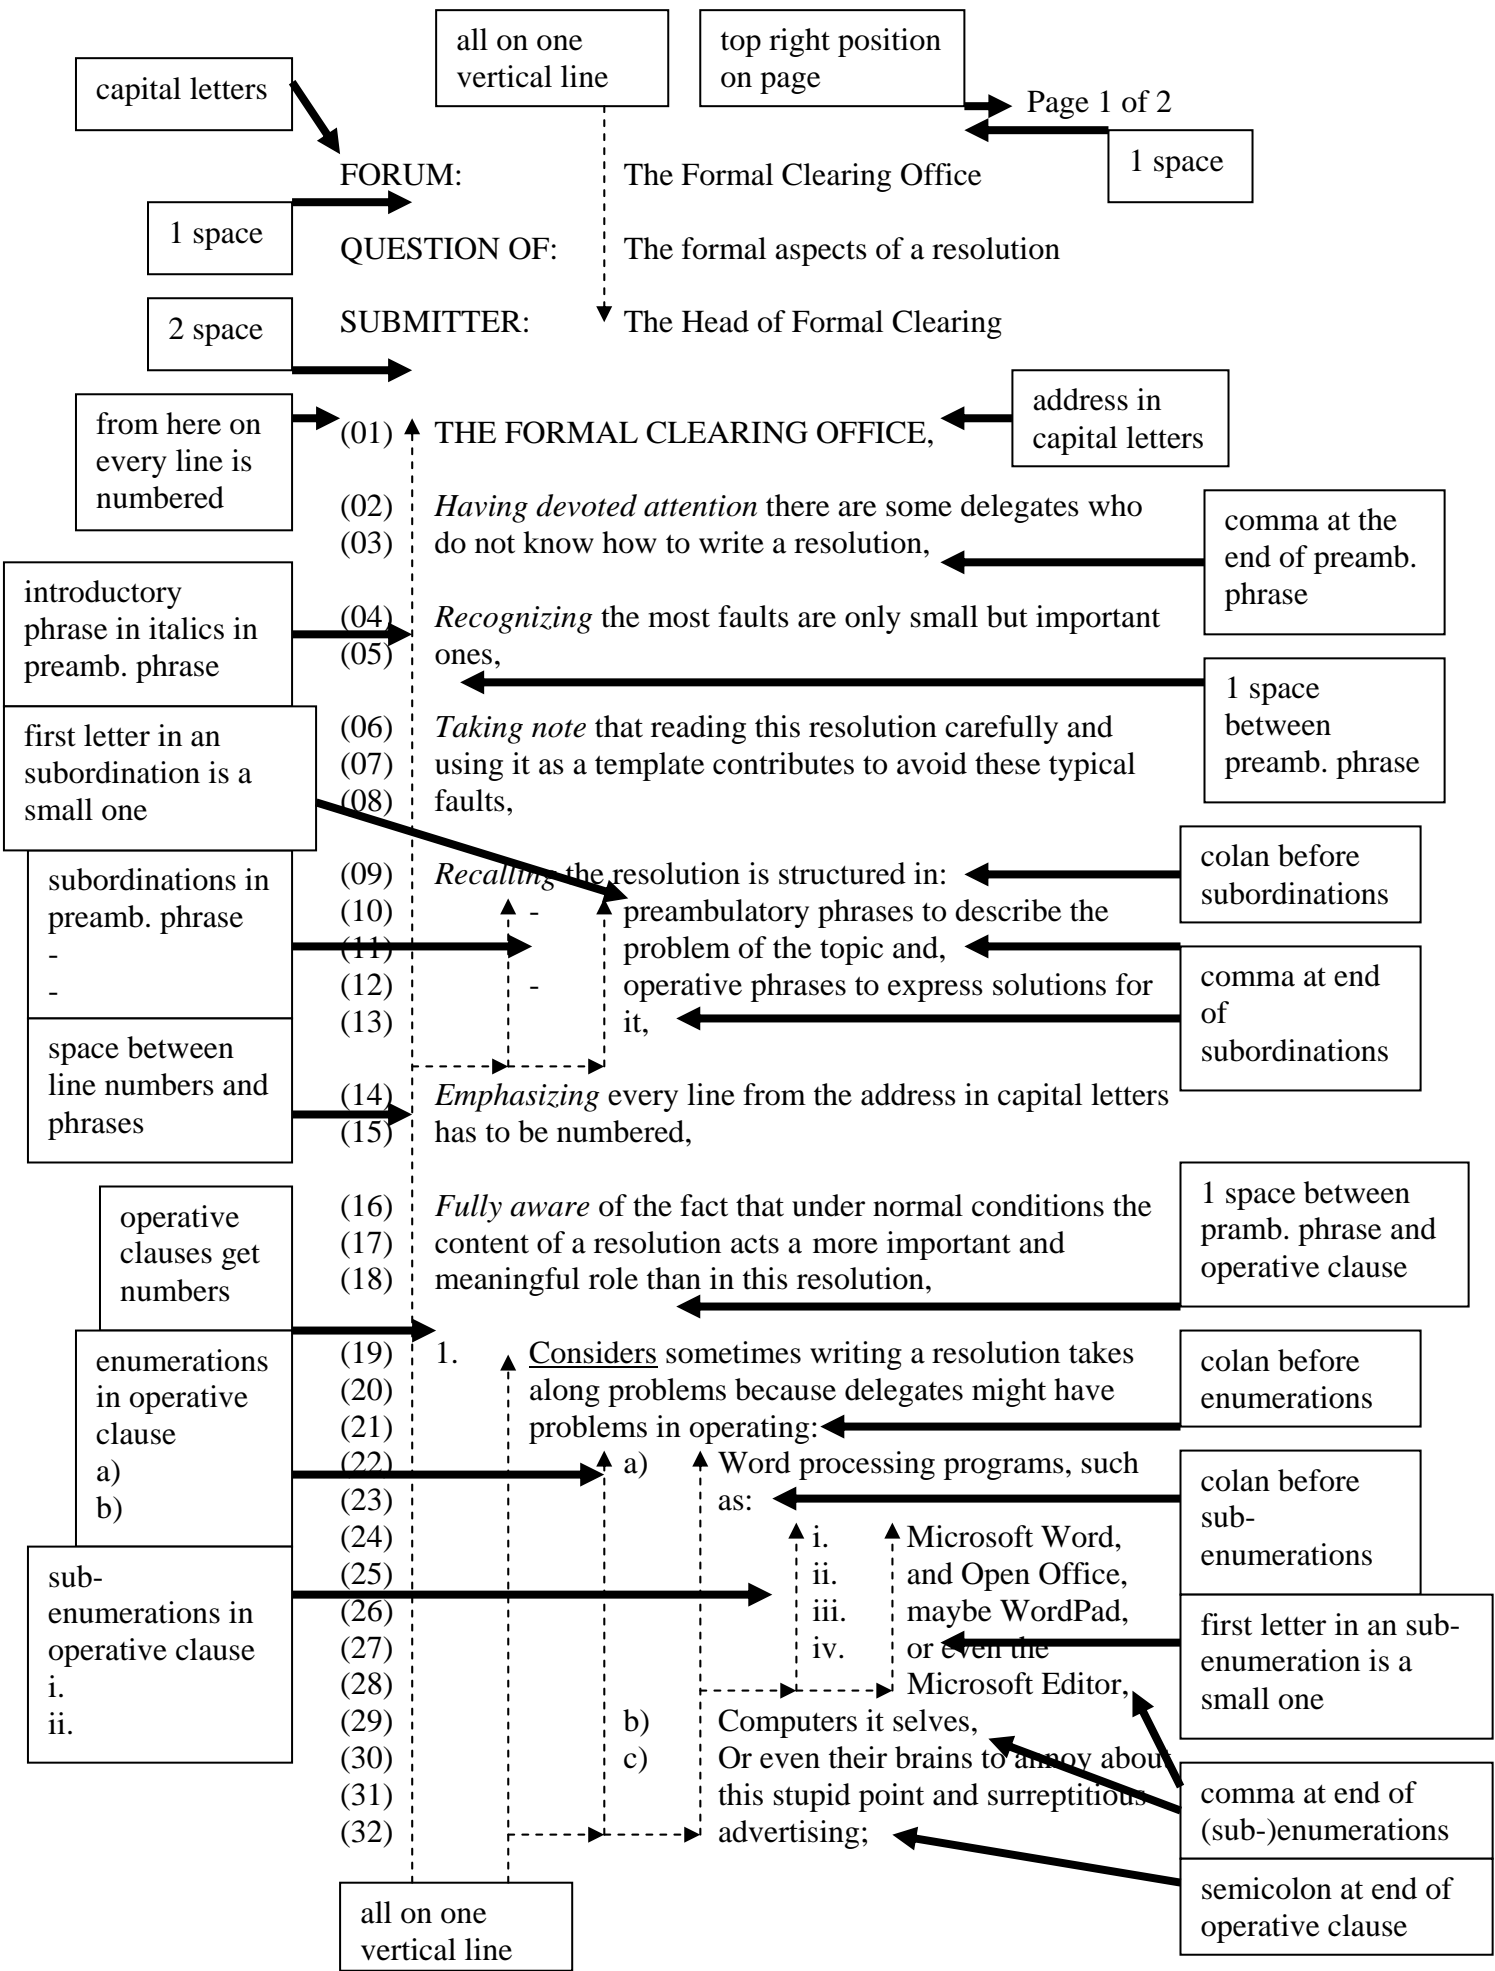 all on one
vertical line
top right position
on page
capital letters
Page 1 of 2
1 space
FORUM: The Formal Clearing Office
1 space
QUESTION OF: The formal aspects of a resolution
2 space
SUBMITTER: The Head of Formal Clearing
from here on
every line is
numbered
address in
capital letters
(01) THE FORMAL CLEARING OFFICE,
(02) Having devoted attention there are some delegates who
(03) do not know how to write a resolution,
comma at the
end of preamb.
phrase
introductory
phrase in italics in
preamb. phrase
(04) Recognizing the most faults are only small but important
(05) ones,
1 space
between
preamb. phrase
first letter in an
subordination is a
small one
(06) Taking note that reading this resolution carefully and
(07) using it as a template contributes to avoid these typical
(08) faults,
colan before
subordinations
subordinations in
preamb. phrase
-
-
(09) Recalling the resolution is structured in:
(10) - preambulatory phrases to describe the
(11) problem of the topic and,
(12) - operative phrases to express solutions for
(13) it,
comma at end
of
subordinations
space between
line numbers and
phrases
(14) Emphasizing every line from the address in capital letters
(15) has to be numbered,
1 space between
pramb. phrase and
operative clause
operative
clauses get
numbers
(16) Fully aware of the fact that under normal conditions the
(17) content of a resolution acts a more important and
(18) meaningful role than in this resolution,
enumerations
in operative
clause
a)
b)
colan before
enumerations
(19) 1. Considers sometimes writing a resolution takes
(20) along problems because delegates might have
(21) problems in operating:
(22) a) Word processing programs, such
(23) as:
(24) i. Microsoft Word,
(25) ii. and Open Office,
(26) iii. maybe WordPad,
(27) iv. or even the
(28) Microsoft Editor,
(29) b) Computers it selves,
(30) c) Or even their brains to annoy about
(31) this stupid point and surreptitious
(32) advertising;
colan before
sub-
enumerations
sub-
enumerations in
operative clause
i.
ii.
first letter in an sub-
enumeration is a
small one
comma at end of
(sub-)enumerations
semicolon at end of
operative clause
all on one
vertical line